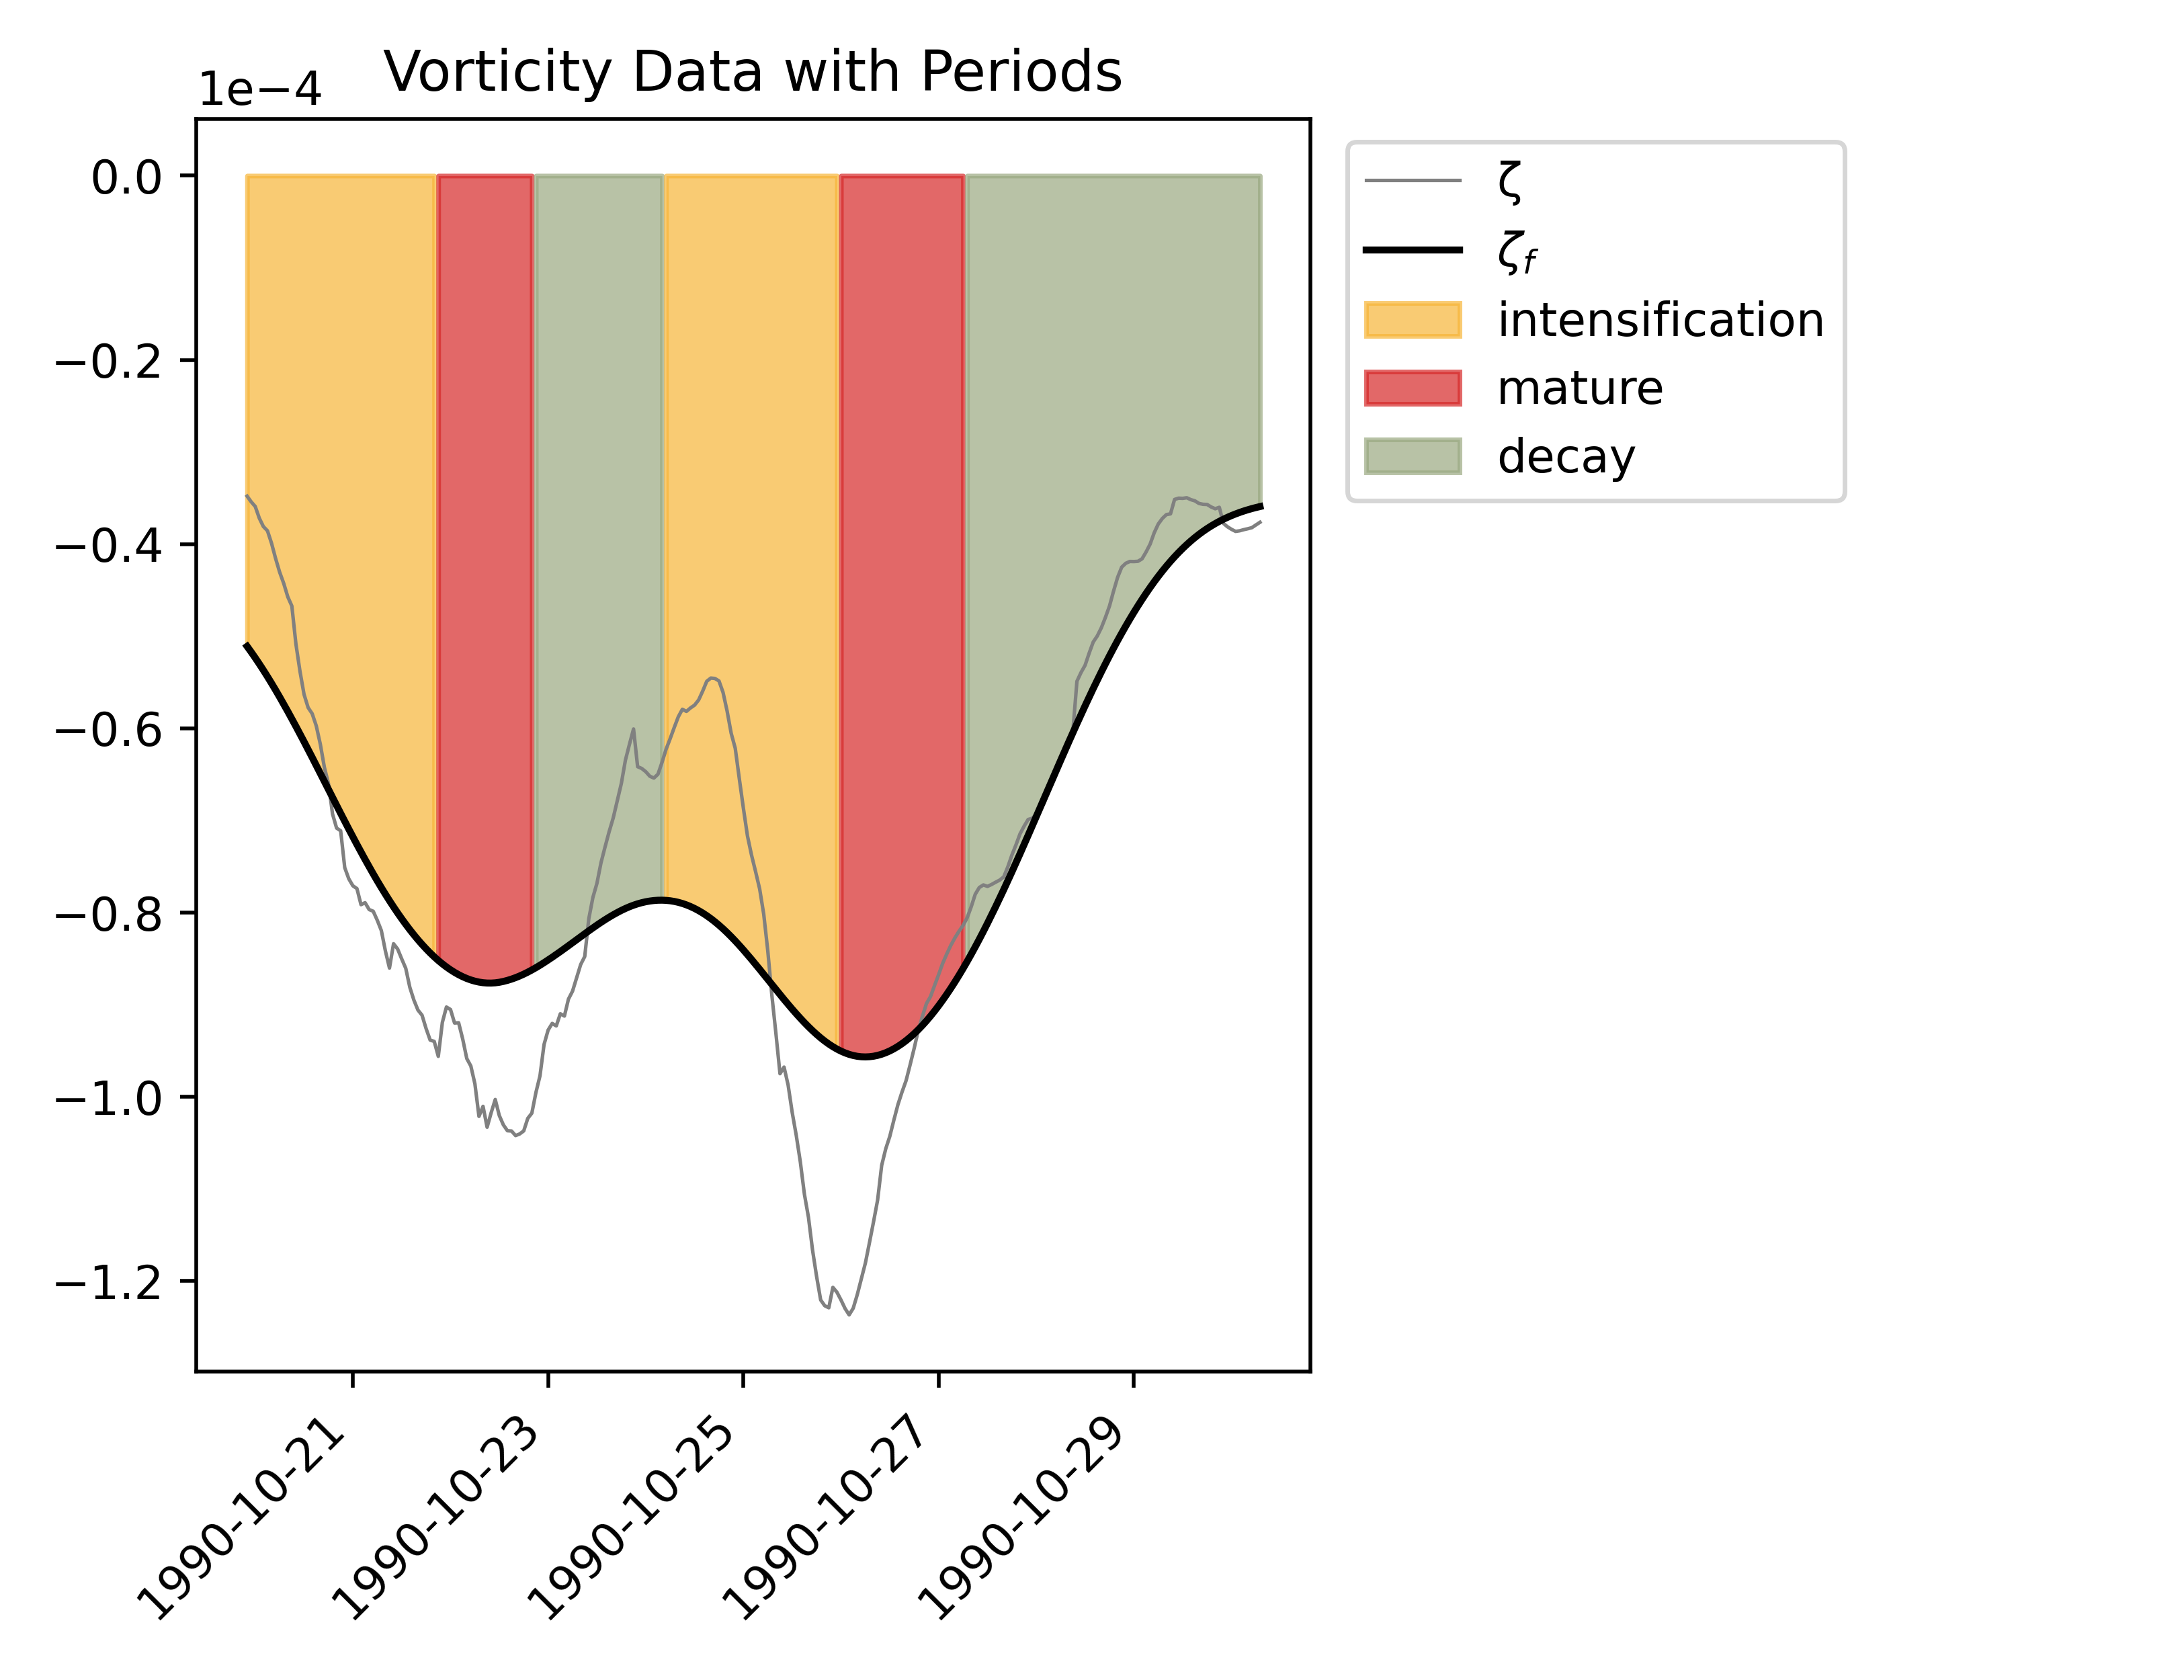 Vorticity Data with Periods
1e−4
0.0
−0.2
−0.4
−0.6
−0.8
−1.0
−1.2
1990-10-21
1990-10-23
1990-10-25
1990-10-27
1990-10-29
ζ
ζf
intensification
mature
decay